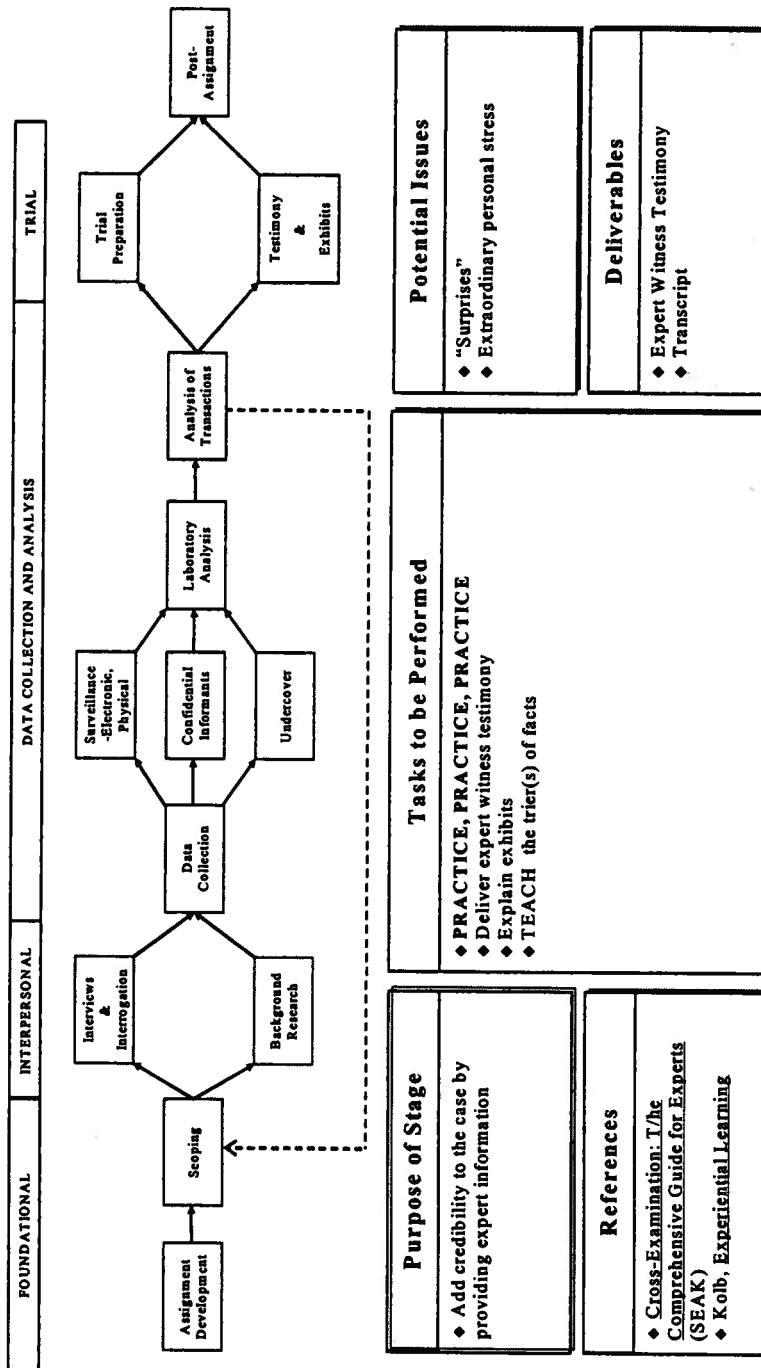 FOUNDATIONAL
INTERPERSONAL
DATA COLLECTION AND ANALYSIS
TRIAL
Assignment
Development
Scoping
Interviews
&
Interrogation
Background
Research
Data
Collection
Surveillance
-Electronic,
Physical
Confidential
Informants
Undercover
Laboratory
Analysis
Analysis of
Transactions
Trial
Preparation
Testimony
&
Exhibits
Post-
Assignment
Purpose of Stage
◆ Add credibility to the case by
providing expert information
References
◆ Cross-Examination: T/he
Comprehensive Guide for Experts
(SEAK)
◆ Kolb, Experiential Learning
Tasks to be Performed
◆ PRACTICE, PRACTICE, PRACTICE
◆ Deliver expert witness testimony
◆ Explain exhibits
◆ TEACH the trier(s) of facts
Potential Issues
◆ “Surprises”
◆ Extraordinary personal stress
Deliverables
◆ Expert Witness Testimony
◆ Transcript